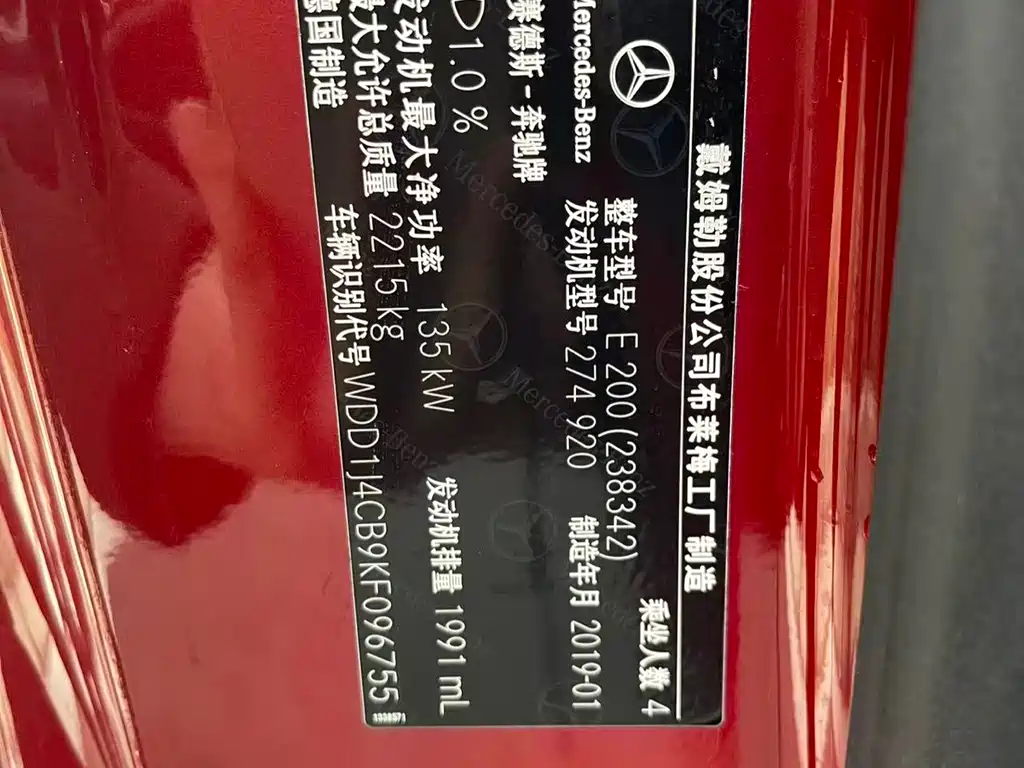 - - 戴姆勒股份公司布莱梅工厂制造
乘坐人数 4
整车型号 E 200 (238342)
Mercedes-Benz 发动机型号 274 920 制造年月 2019-01
赛德斯-奔驰牌
1.0 %
发动机最大净功率 135 kW 发动机排量 1991 mL
最大允许总质量 2215 kg
德国制造 车辆识别代号 WDD1J4CB9KF096755